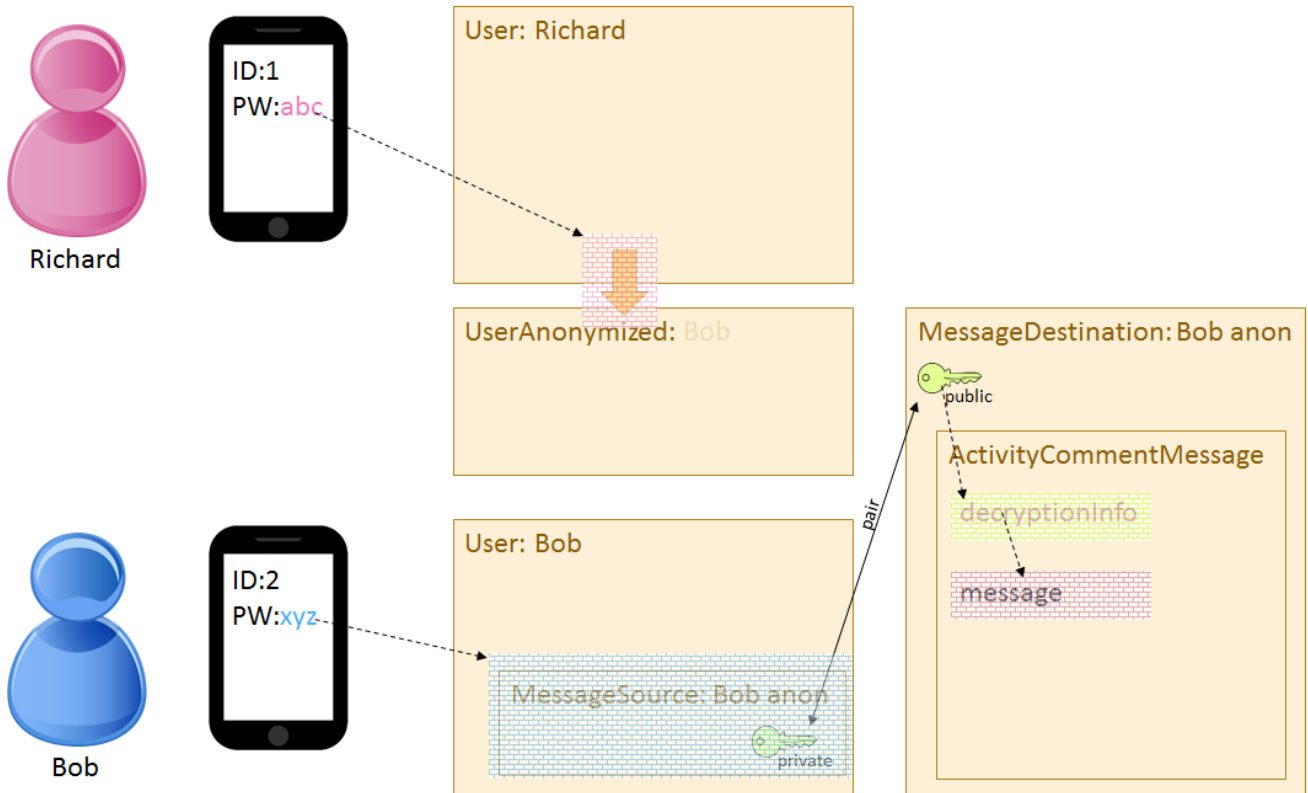 Richard
ID:1
PW:abc
User: Richard
UserAnonymized: Bob
MessageDestination: Bob anon
public
ActivityCommentMessage
decryptionInfo
message
pair
Bob
ID:2
PW:xyz
User: Bob
MessageSource: Bob anon
private